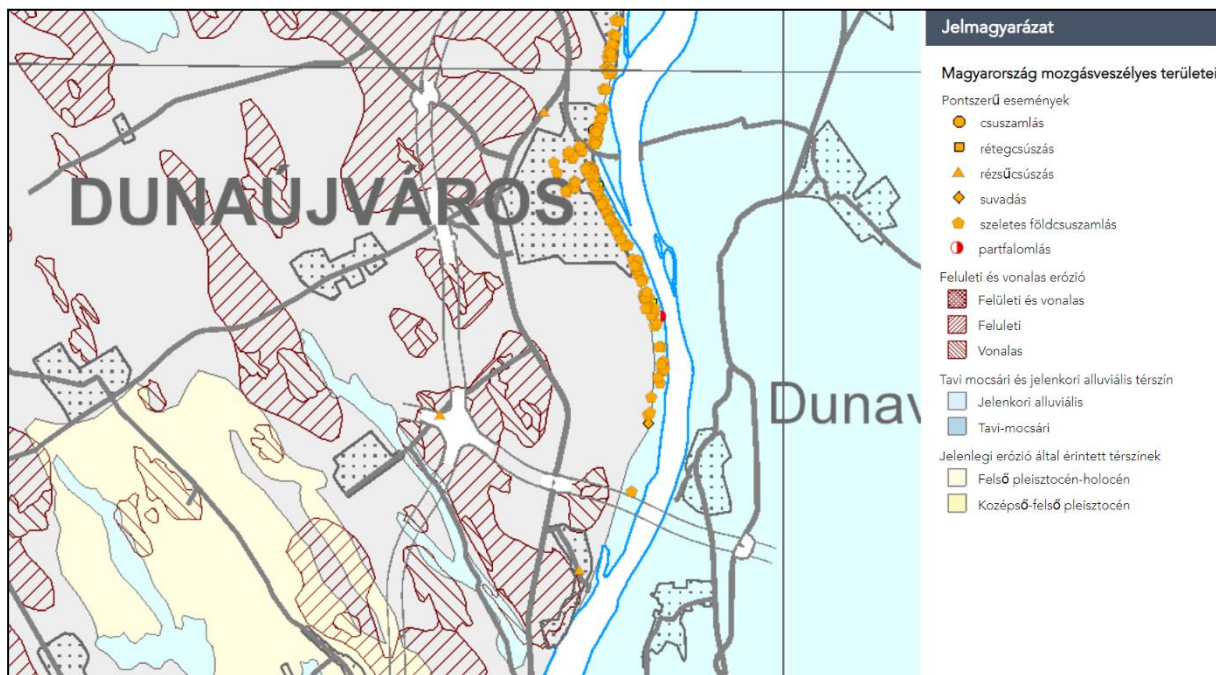 DUNAÚJVÁROS
Dunav
Jelmagyarázat
Magyarország mozgásveszélyes területei
Pontszerű események
csuszamlás
rétegcsúszás
rézsűcsúszás
suvadás
szeletes földcsuszamlás
partfalomlás
Feluleti és vonalas erózió
Felületi és vonalas
Feluleti
Vonalas
Tavi mocsári és jelenkori alluviális térszín
Jelenkori alluviális
Tavi-mocsári
Jelenlegi erózió által érintett térszínek
Felső pleisztocén-holocén
Középső-felső pleisztocén